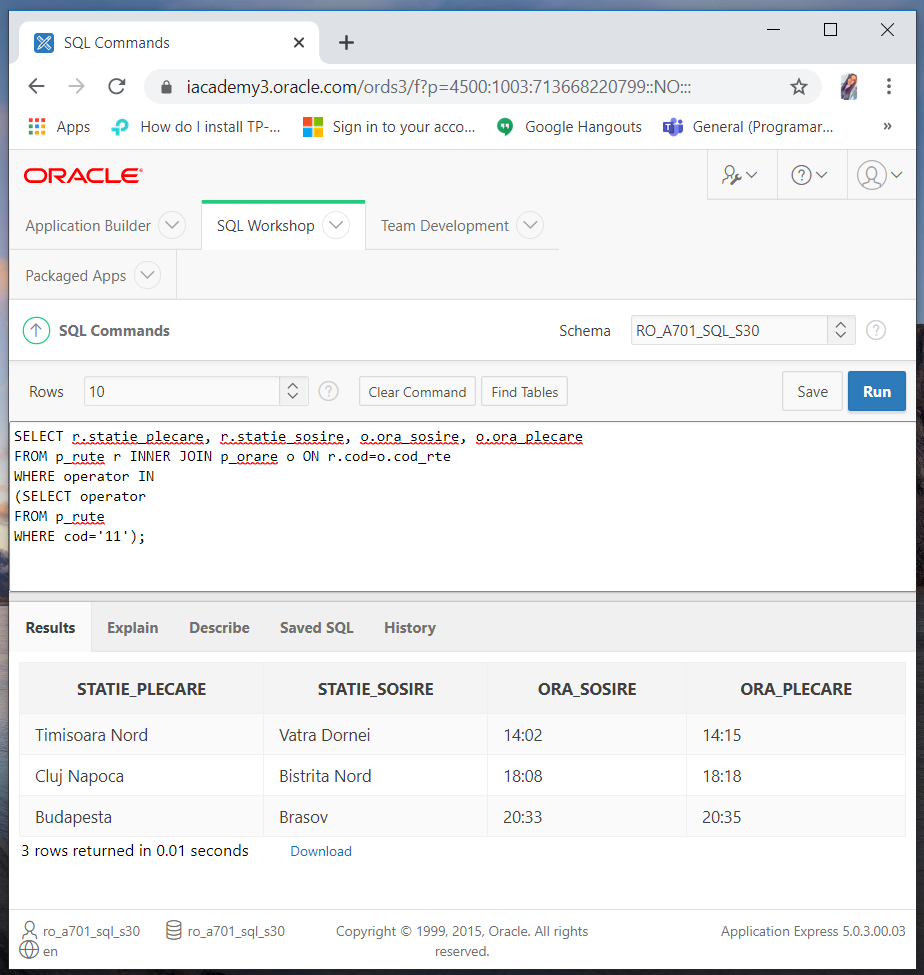 SQL Commands
iacademy3.oracle.com/ords3/f?p=4500:1003:713668220799::NO:::
Apps How do I install TP-... Sign in to your acco... Google Hangouts General (Programar... »
ORACLE
Application Builder SQL Workshop Team Development
Packaged Apps
SQL Commands Schema RO_A701_SQL_S30
Rows 10 Clear Command Find Tables Save Run
SELECT r.statie_plecare, r.statie_sosire, o.ora_sosire, o.ora_plecare
FROM p_rute r INNER JOIN p_orare o ON r.cod=o.cod_rte
WHERE operator IN
(SELECT operator
FROM p_rute
WHERE cod='11');
Results Explain Describe Saved SQL History
STATIE_PLECARE STATIE_SOSIRE ORA_SOSIRE ORA_PLECARE
Timisoara Nord Vatra Dornei 14:02 14:15
Cluj Napoca Bistrita Nord 18:08 18:18
Budapesta Brasov 20:33 20:35
3 rows returned in 0.01 seconds Download
ro_a701_sql_s30 ro_a701_sql_s30 Copyright © 1999, 2015, Oracle. All rights Application Express 5.0.3.00.03
en reserved.